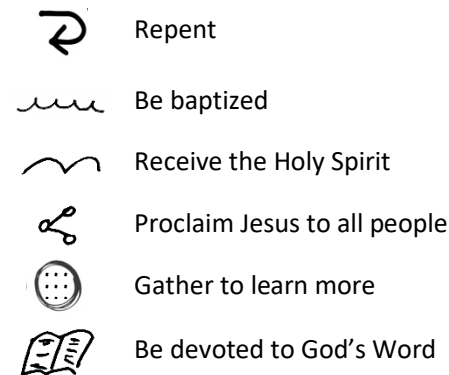 Repent
Be baptized
Receive the Holy Spirit
Proclaim Jesus to all people
Gather to learn more
Be devoted to God’s Word